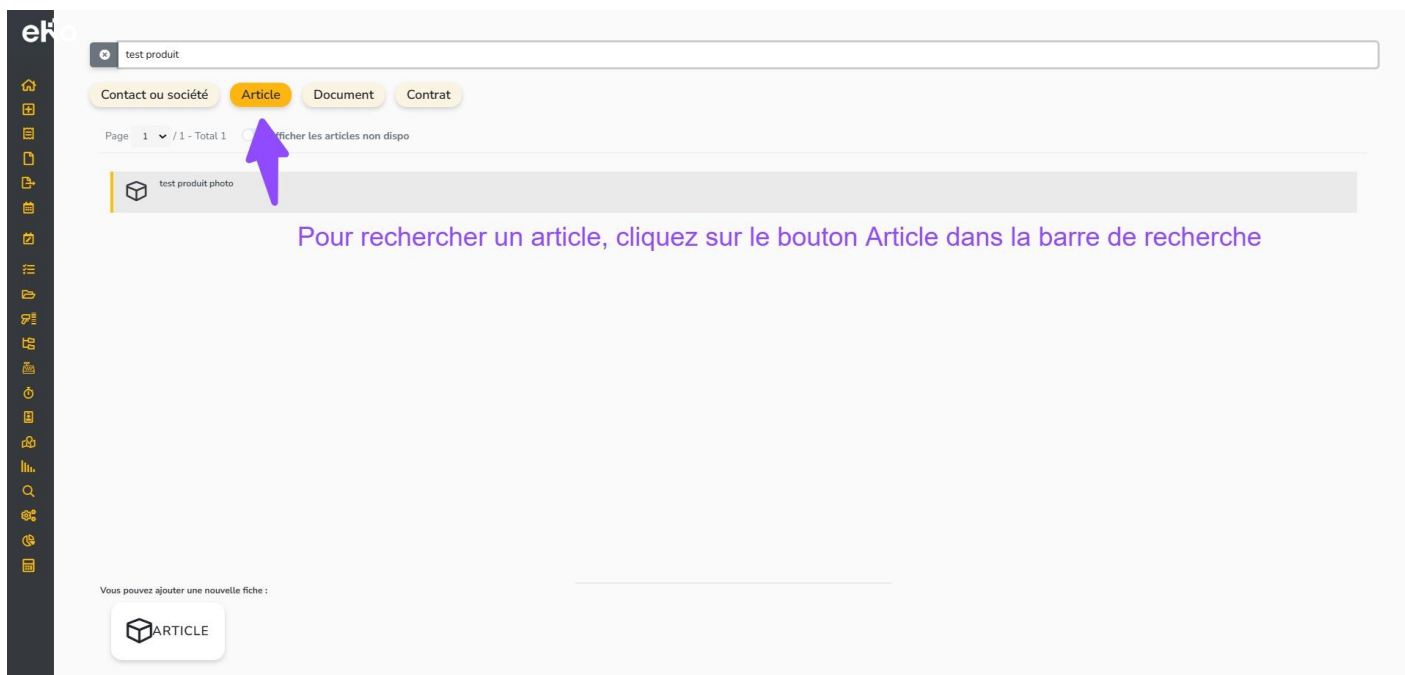 test produit
Contact ou société Article Document Contrat
Page 1 / 1 - Total 1 fficher les articles non dispo
test produit photo
Pour rechercher un article, cliquez sur le bouton Article dans la barre de recherche
Vous pouvez ajouter une nouvelle fiche :
ARTICLE